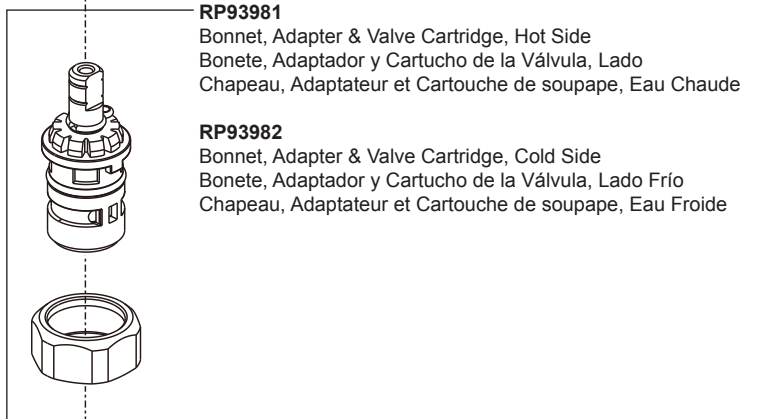 RP93981
Bonnet, Adapter & Valve Cartridge, Hot Side
Bonete, Adaptador y Cartucho de la Válvula, Lado
Chapeau, Adaptateur et Cartouche de soupape, Eau Chaude
RP93982
Bonnet, Adapter & Valve Cartridge, Cold Side
Bonete, Adaptador y Cartucho de la Válvula, Lado Frío
Chapeau, Adaptateur et Cartouche de soupape, Eau Froide